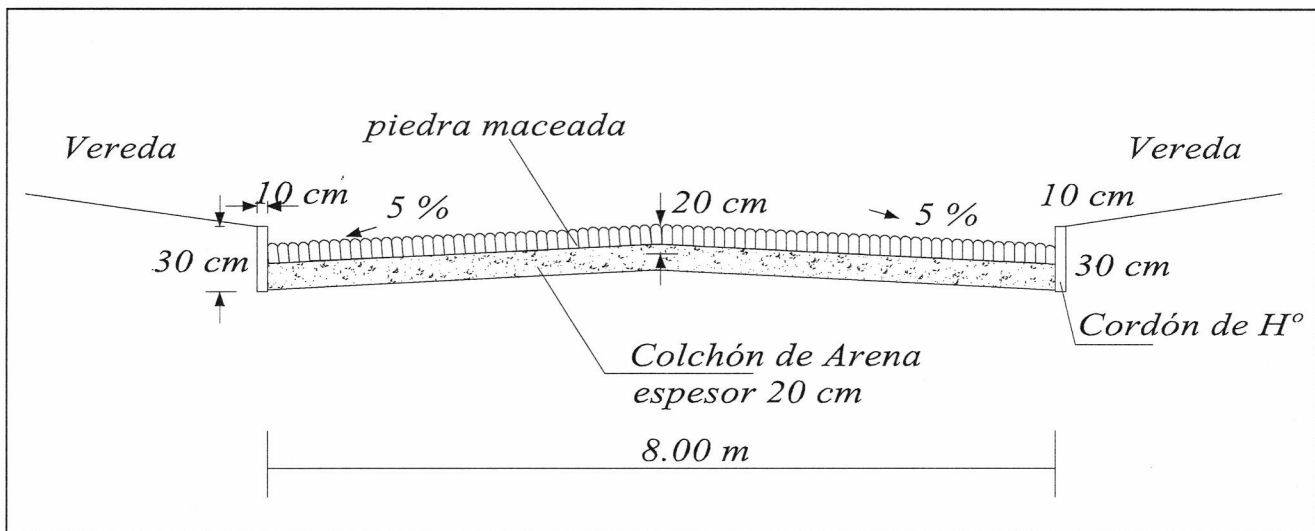 piedra maceada
Vereda
Vereda
10 cm
5 %
20 cm
5 %
10 cm
30 cm
30 cm
Cordón de Hº
Colchón de Arena
espesor 20 cm
8.00 m